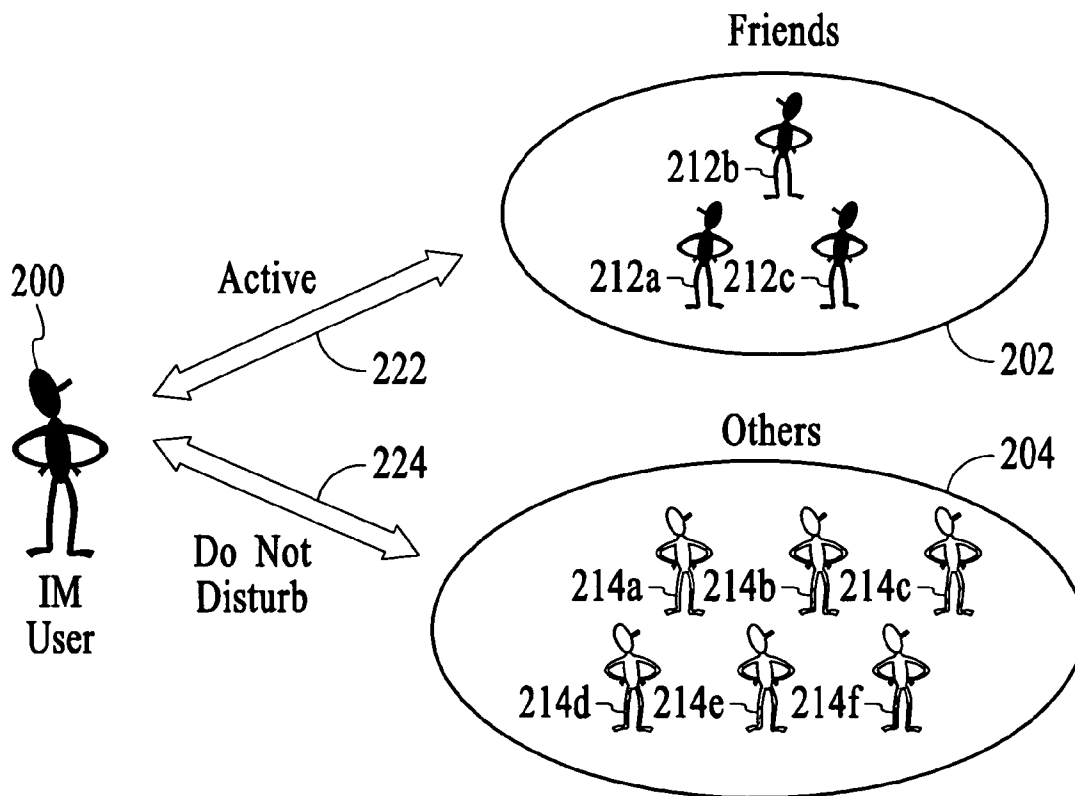 Friends
212b
212a
212c
202
200
Active
222
224
IM
User
Do Not
Disturb
Others
204
214a
214b
214c
214d
214e
214f